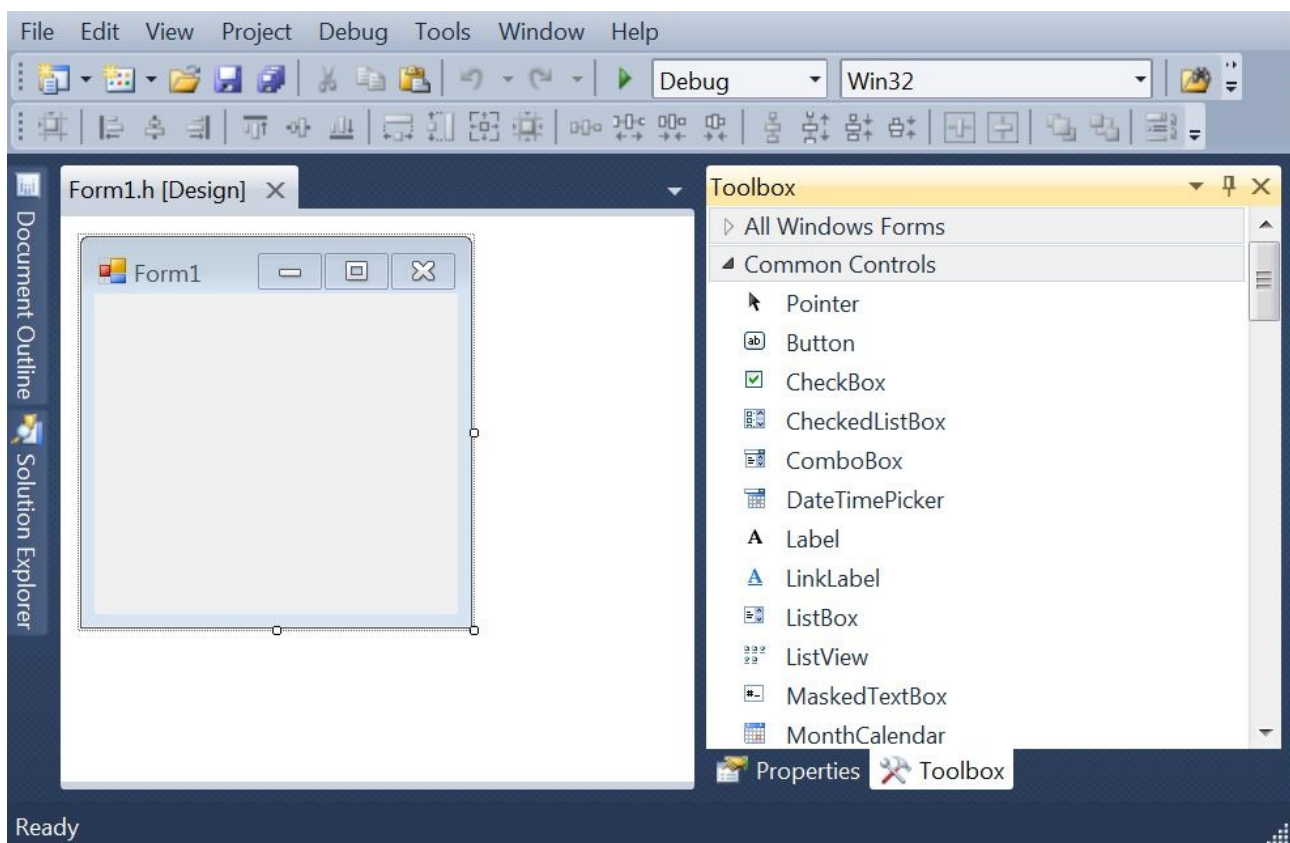 File Edit View Project Debug Tools Window Help
Debug Win32
Form1.h [Design]
Document Outline
Solution Explorer
Form1
Toolbox
All Windows Forms
Common Controls
Pointer
Button
CheckBox
CheckedListBox
ComboBox
DateTimePicker
Label
LinkLabel
ListBox
ListView
MaskedTextBox
MonthCalendar
Properties Toolbox
Ready